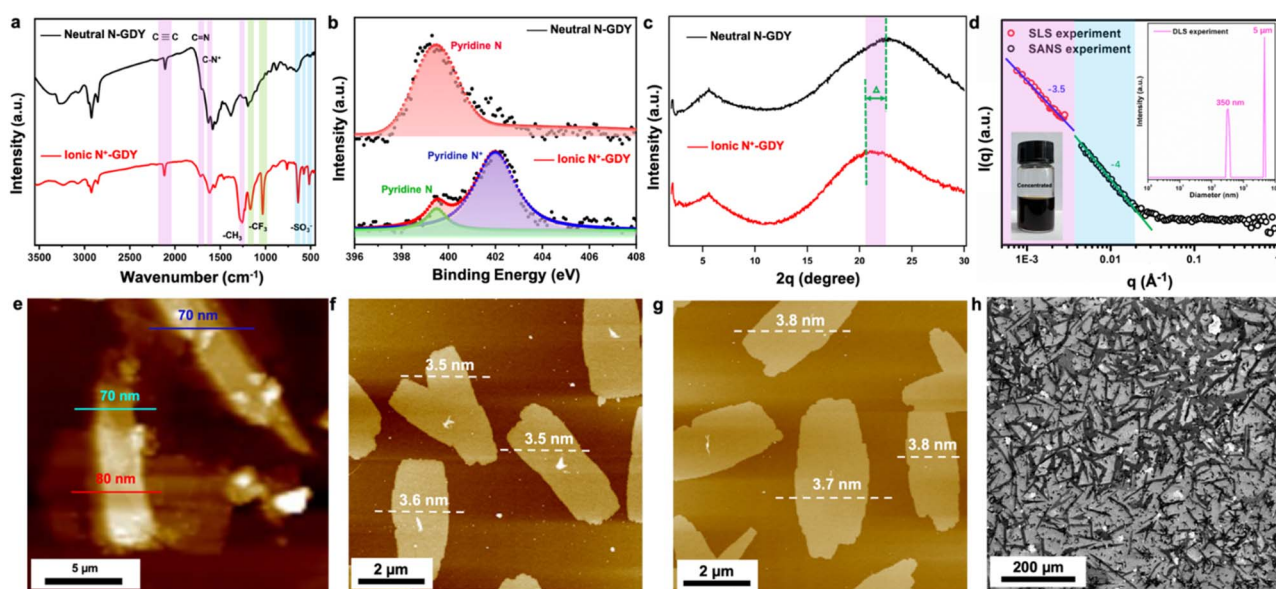 a
C≡C
C=N
C-N⁺
Neutral N-GDY
Ionic N⁺-GDY
-CH₃
-CF₃
-SO₃⁻
Intensity (a.u.)
3500 3000 2500 2000 1500 1000 500
Wavenumber (cm⁻¹)
b
Neutral N-GDY
Pyridine N
Pyridine N⁺
Ionic N⁺-GDY
Pyridine N
Intensity (a.u.)
396 398 400 402 404 406 408
Binding Energy (eV)
c
Neutral N-GDY
Δ
Ionic N⁺-GDY
Intensity (a.u.)
5 10 15 20 25 30
2q (degree)
d
SLS experiment
SANS experiment
-3.5
-4
DLS experiment
5 μm
350 nm
Intensity (a.u.)
Diameter (nm)
Concentrated
I(q) (a.u.)
1E-3 0.01 0.1 1
q (Å⁻¹)
e
70 nm
70 nm
80 nm
5 μm
f
3.5 nm
3.5 nm
3.6 nm
2 μm
g
3.8 nm
3.8 nm
3.7 nm
2 μm
h
200 μm